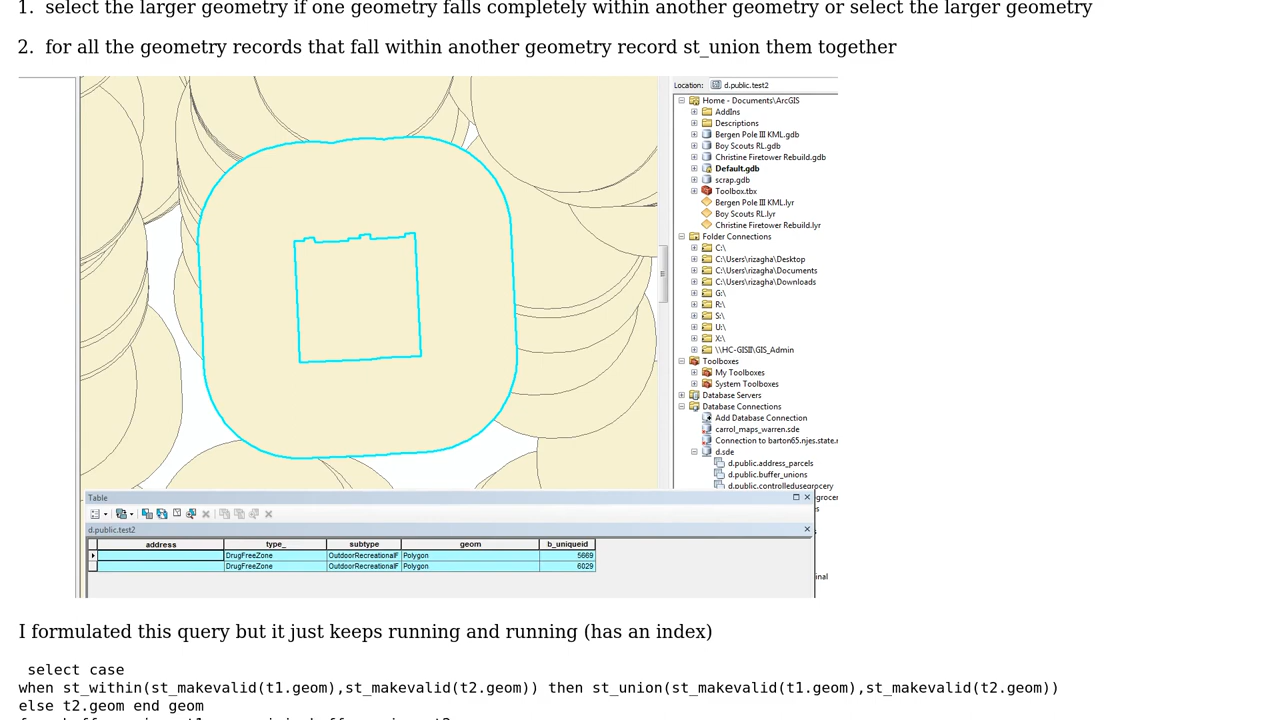 1. select the larger geometry if one geometry falls completely within another geometry or select the larger geometry
2. for all the geometry records that fall within another geometry record st_union them together
Location: d.public.test2
Home - Documents\ArcGIS
AddIns
Descriptions
Bergen Pole III KML.gdb
Boy Scouts RL.gdb
Christine Firetower Rebuild.gdb
Default.gdb
scrap.gdb
Toolbox.tbx
Bergen Pole III KML.lyr
Boy Scouts RL.lyr
Christine Firetower Rebuild.lyr
Folder Connections
C:\
C:\Users\rizagha\Desktop
C:\Users\rizagha\Documents
C:\Users\rizagha\Downloads
G:\
R:\
S:\
U:\
X:\
\\HC-GISII\GIS_Admin
Toolboxes
My Toolboxes
System Toolboxes
Database Servers
Database Connections
Add Database Connection
carrol_maps_warren.sde
Connection to barton65.njes.state.r
d.sde
d.public.address_parcels
d.public.buffer_unions
d.public.controlledusegrocery
Table
d.public.test2
address type_ subtype geom b_uniqueid
DrugFreeZone OutdoorRecreationalF Polygon 5669
DrugFreeZone OutdoorRecreationalF Polygon 6029
I formulated this query but it just keeps running and running (has an index)
select case
when st_within(st_makevalid(t1.geom),st_makevalid(t2.geom)) then st_union(st_makevalid(t1.geom),st_makevalid(t2.geom))
else t2.geom end geom